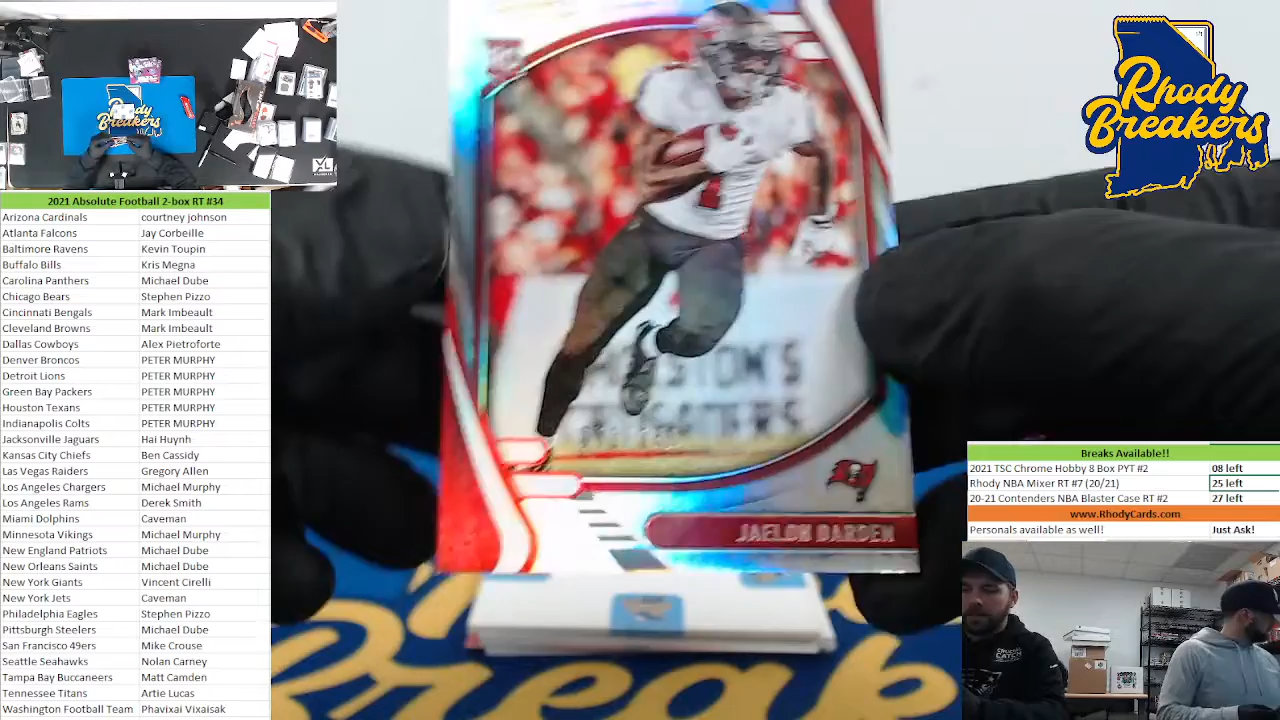 2021 Absolute Football 2-box RT #34
Arizona Cardinals courtney johnson
Atlanta Falcons Jay Corbeille
Baltimore Ravens Kevin Toupin
Buffalo Bills Kris Megna
Carolina Panthers Michael Dube
Chicago Bears Stephen Pizzo
Cincinnati Bengals Mark Imbeault
Cleveland Browns Mark Imbeault
Dallas Cowboys Alex Pietroforte
Denver Broncos PETER MURPHY
Detroit Lions PETER MURPHY
Green Bay Packers PETER MURPHY
Houston Texans PETER MURPHY
Indianapolis Colts PETER MURPHY
Jacksonville Jaguars Hai Huynh
Kansas City Chiefs Ben Cassidy
Las Vegas Raiders Gregory Allen
Los Angeles Chargers Michael Murphy
Los Angeles Rams Derek Smith
Miami Dolphins Caveman
Minnesota Vikings Michael Murphy
New England Patriots Michael Dube
New Orleans Saints Michael Dube
New York Giants Vincent Cirelli
New York Jets Caveman
Philadelphia Eagles Stephen Pizzo
Pittsburgh Steelers Michael Dube
San Francisco 49ers Mike Crouse
Seattle Seahawks Nolan Carney
Tampa Bay Buccaneers Matt Camden
Tennessee Titans Artie Lucas
Washington Football Team Phavixai Vixaisak
RC
1
JAELON DARDEN
Rhody
Breakers
Rhody
Breakers
Breakers!! Available
Breaks Available!!
2021 TSC Chrome Hobby 8 Box PYT #2 08 left
Rhody NBA Mixer RT #7 (20/21) 25 left
20-21 Contenders NBA Blaster Case RT #2 27 left
www.RhodyCards.com
Personals available as well! Just Ask!